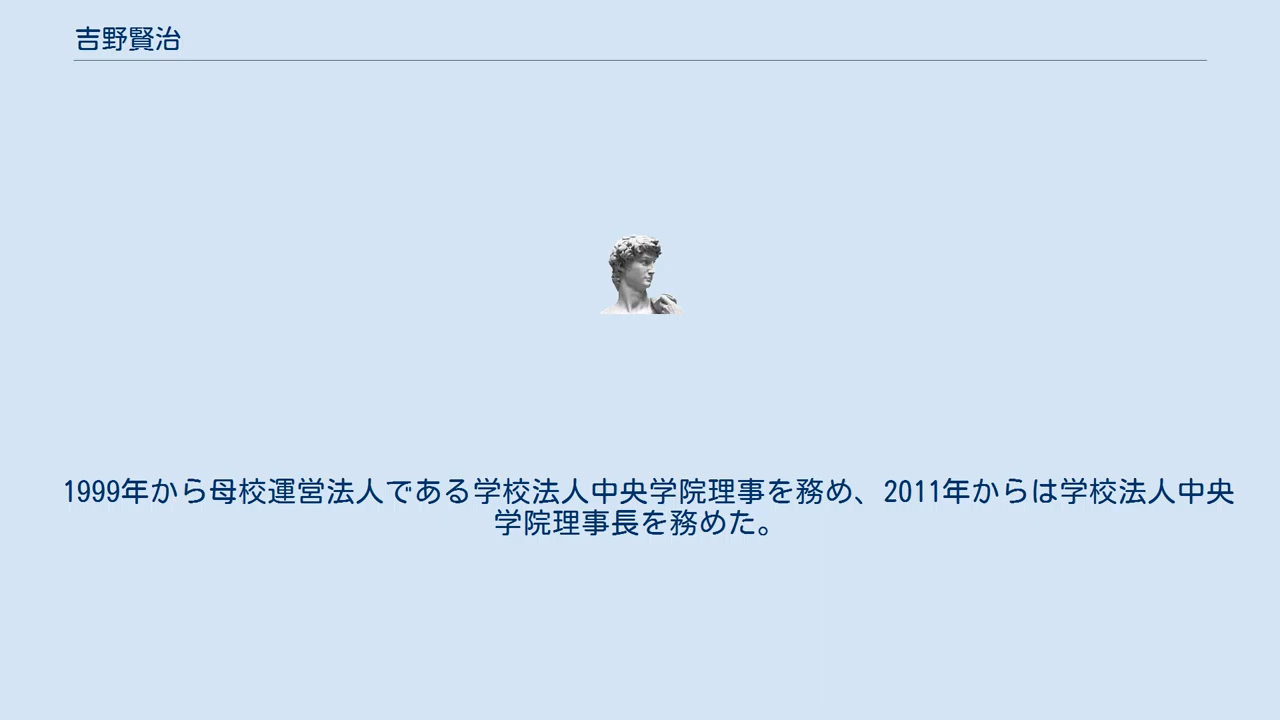 吉野賢治
1999年から母校運営法人である学校法人中央学院理事を務め、2011年からは学校法人中央
学院理事長を務めた。